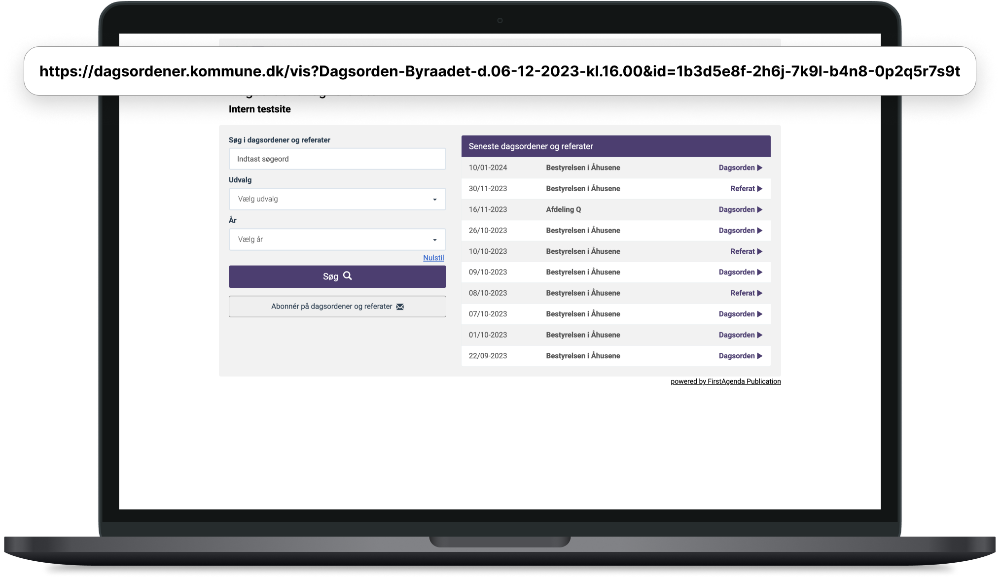 https://dagsordener.kommune.dk/vis?Dagsorden-Byraadet-d.06-12-2023-kl.16.00&id=1b3d5e8f-2h6j-7k9l-b4n8-0p2q5r7s9t
Intern testsite
Søg i dagsordener og referater
Indtast søgeord
Udvalg
Vælg udvalg
År
Vælg år
Nulstil
Søg
Abonnér på dagsordener og referater
Seneste dagsordener og referater
10/01-2024 Bestyrelsen i Åhusene Dagsorden
30/11-2023 Bestyrelsen i Åhusene Referat
16/11-2023 Afdeling Q Dagsorden
26/10-2023 Bestyrelsen i Åhusene Dagsorden
10/10-2023 Bestyrelsen i Åhusene Referat
09/10-2023 Bestyrelsen i Åhusene Dagsorden
08/10-2023 Bestyrelsen i Åhusene Referat
07/10-2023 Bestyrelsen i Åhusene Dagsorden
01/10-2023 Bestyrelsen i Åhusene Dagsorden
22/09-2023 Bestyrelsen i Åhusene Dagsorden
powered by FirstAgenda Publication